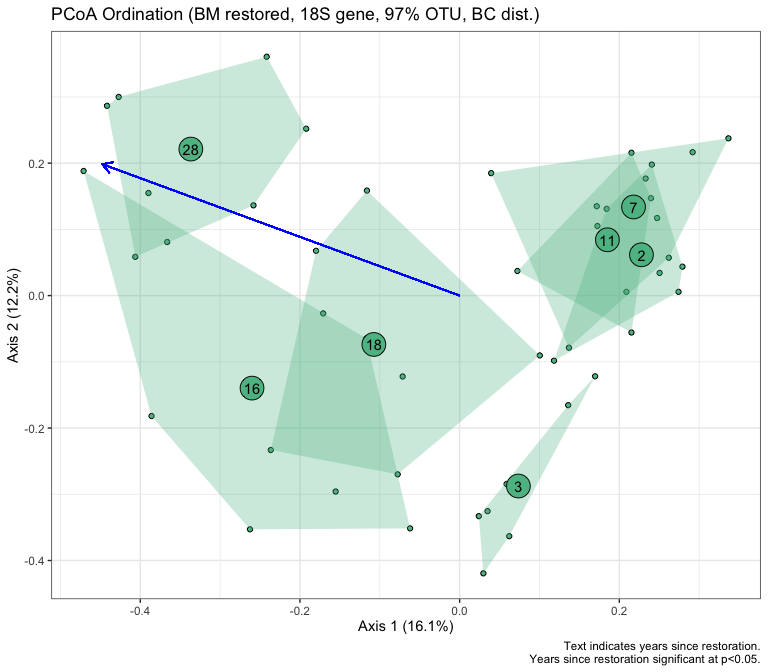 PCoA Ordination (BM restored, 18S gene, 97% OTU, BC dist.)
28
0.2
7
11
2
0.0
Axis 2 (12.2%)
18
16
-0.2
3
-0.4
-0.4 -0.2 0.0 0.2
Axis 1 (16.1%)
Text indicates years since restoration.
Years since restoration significant at p<0.05.